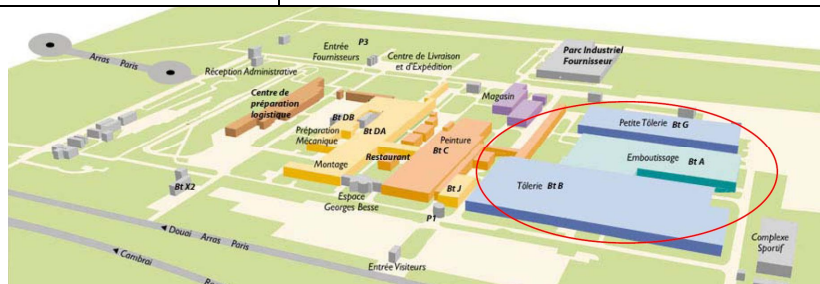 Arras Paris
Entrée
Fournisseurs
P3
Réception Administrative
Centre de Livraison
et d'Expédition
Parc Industriel
Fournisseur
Centre de
préparation
logistique
Magasin
Bt DB
Bt DA
Préparation
Mécanique
Montage
Restaurant
Peinture
Bt C
Petite Tôlerie Bt G
Emboutissage Bt A
Tôlerie Bt B
Bt X2
Espace
Georges Besse
Bt J
P1
Douai Arras Paris
Cambrai
Entrée Visiteurs
Complexe
Sportif